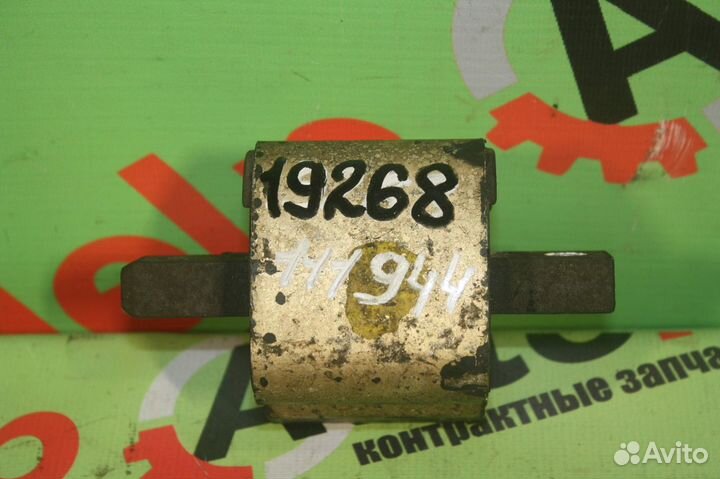 19268
111944
контрактные запча
Avito